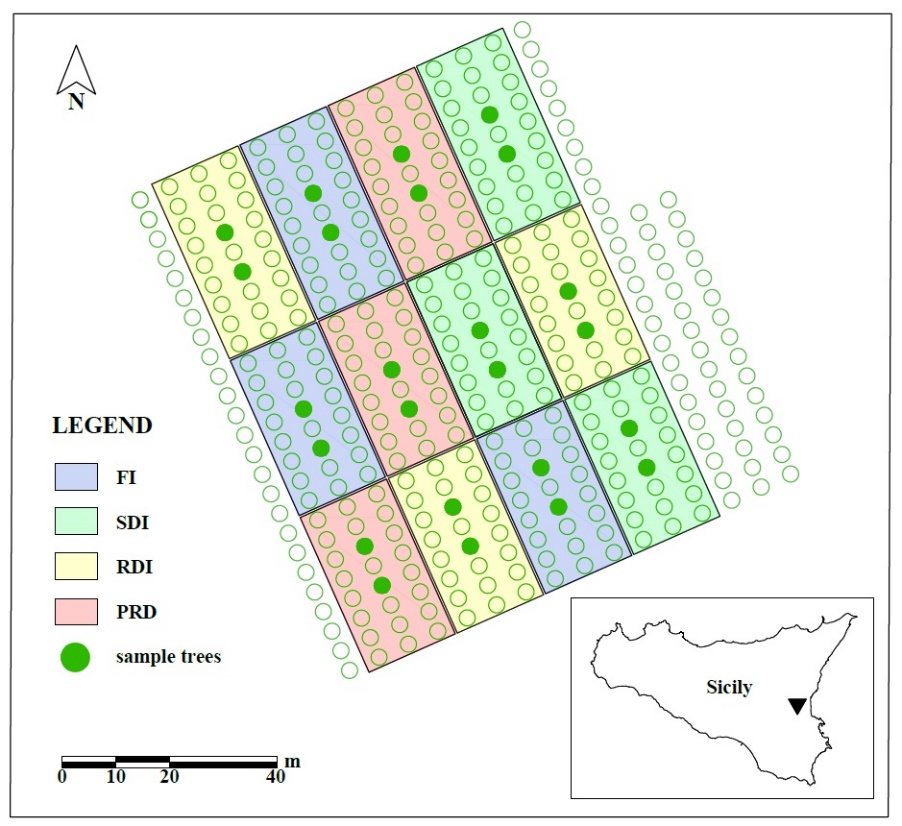 N
LEGEND
FI
SDI
RDI
PRD
sample trees
Sicily
m
0 10 20 40